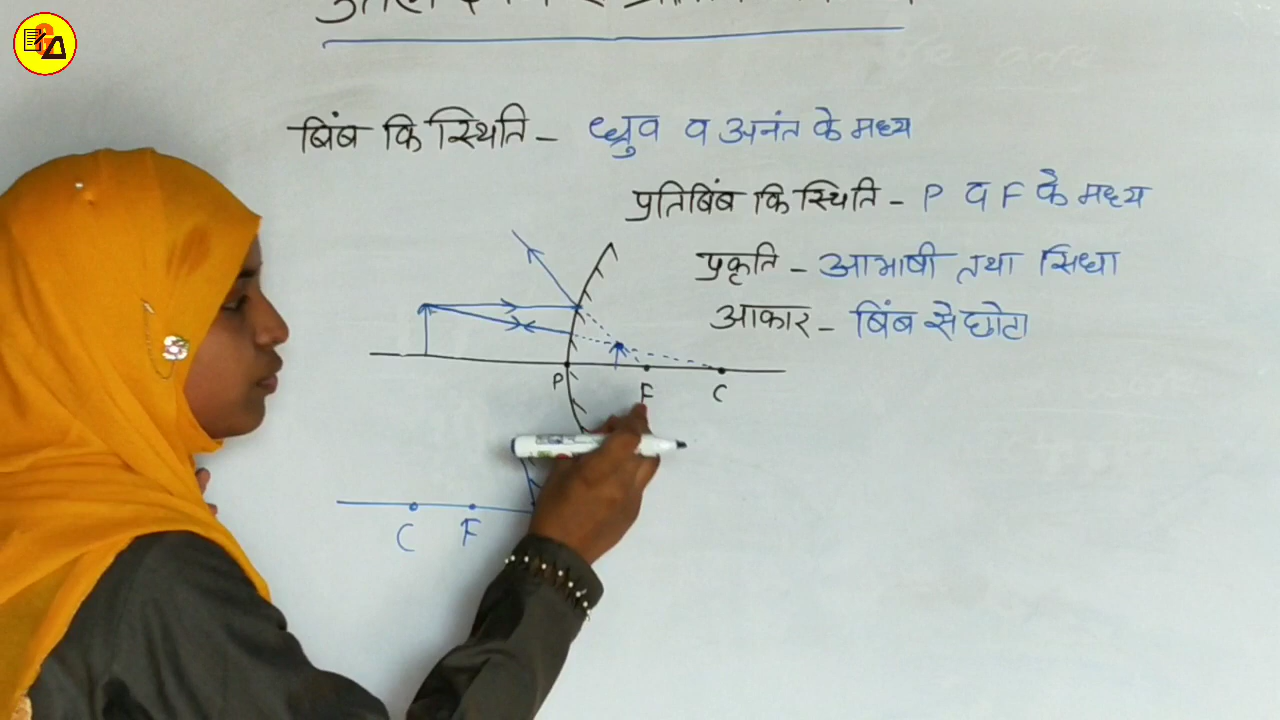 बिंब कि स्थिति - ध्रुव व अनंत के मध्य
प्रतिबिंब कि स्थिति - P व F के मध्य
प्रकृति - आभाषी तथा सिधा
आकार - बिंब से छोटा
P F C
C F